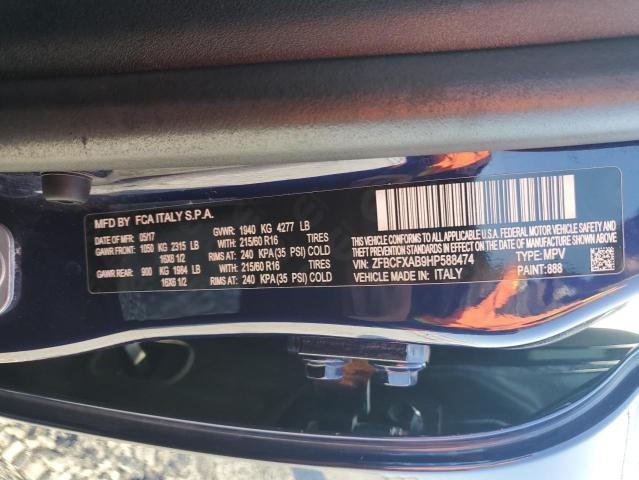 MFD BY FCA ITALY S.P.A.
DATE OF MFR 05/17 GVWR: 1940 KG 4277 LB
GAWR FRONT: 1050 KG 2315 LB WITH: 215/60 R16 TIRES
16X6 1/2 RIMS AT: 240 KPA(35 PSI) COLD
GAWR REAR: 900 KG 1984 LB WITH: 215/60 R16 TIRES
16X6 1/2 RIMS AT: 240 KPA(35 PSI) COLD
THIS VEHICLE CONFORMS TO ALL APPLICABLE U.S.A. FEDERAL MOTOR VEHICLE SAFETY AND
THEFT PREVENTION STANDARDS IN EFFECT ON THE DATE OF MANUFACTURE SHOWN ABOVE.
VIN: ZFBCFXAB9HP588474 TYPE: MPV
VEHICLE MADE IN: ITALY PAINT: 888